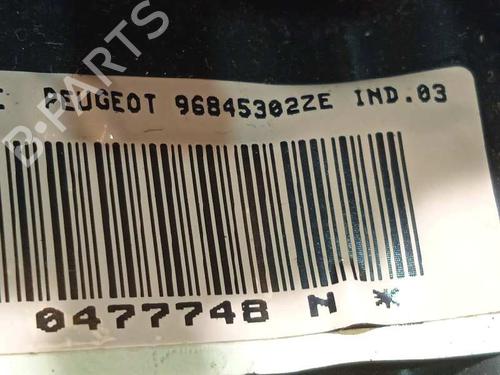 PEUGEOT 96845302ZE IND.03
B-PARTS
0477748 N *